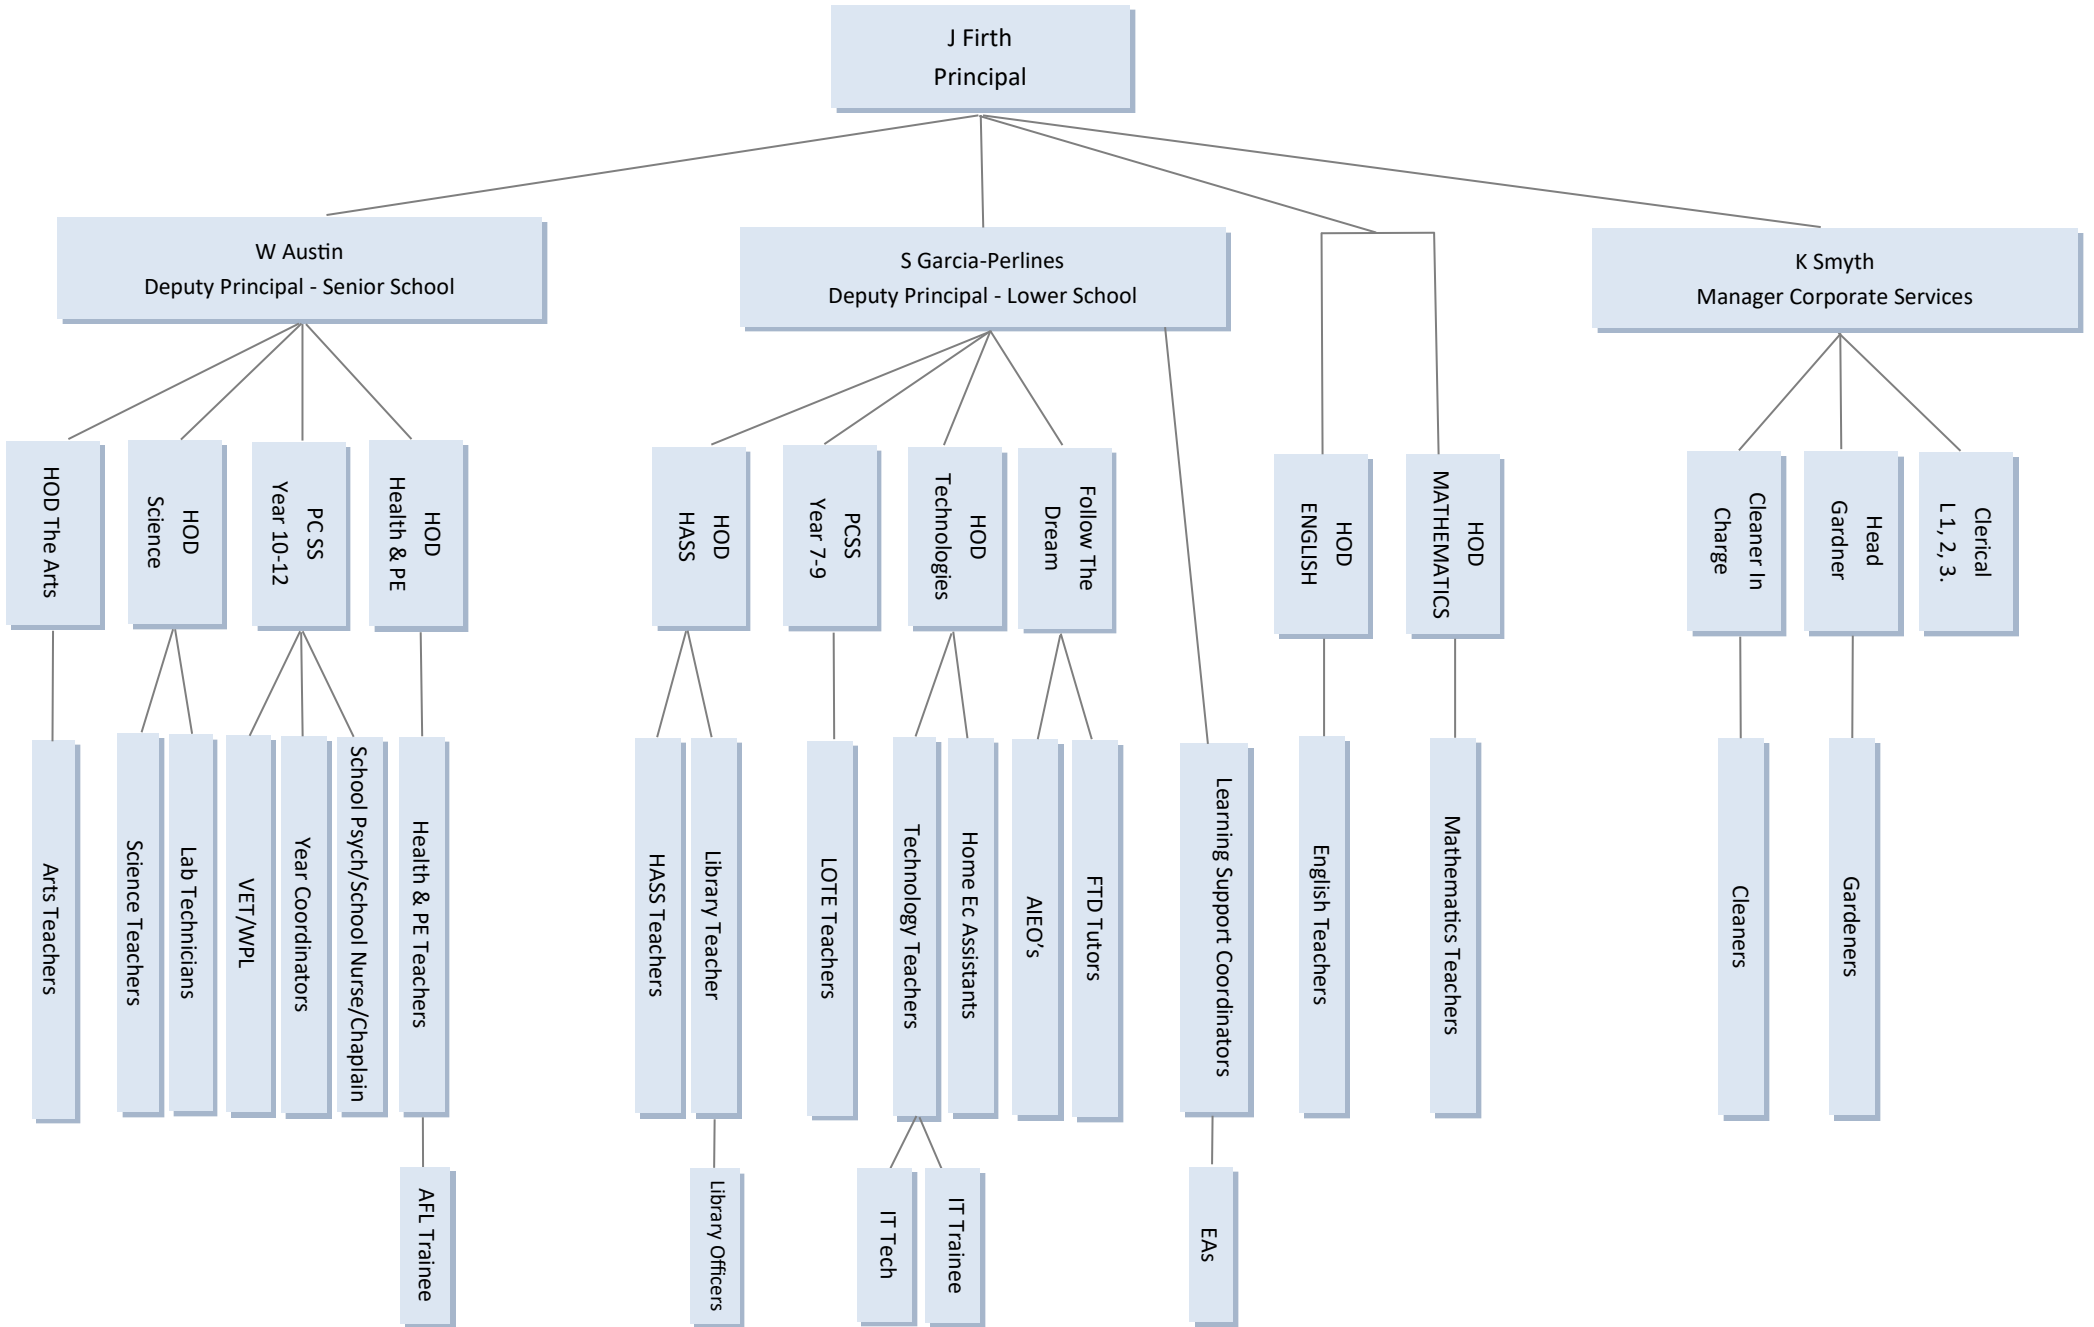 J Firth
Principal
W Austin
Deputy Principal - Senior School
S Garcia-Perlines
Deputy Principal - Lower School
K Smyth
Manager Corporate Services
HOD The Arts
HOD
Science
PC SS
Year 10-12
HOD
Health & PE
HOD
HASS
PCSS
Year 7-9
HOD
Technologies
Follow The
Dream
HOD
ENGLISH
HOD
MATHEMATICS
Cleaner In
Charge
Head
Gardner
Clerical
L 1, 2, 3.
Arts Teachers
Science Teachers
Lab Technicians
VET/WPL
Year Coordinators
School Psych/School Nurse/Chaplain
Health & PE Teachers
HASS Teachers
Library Teacher
LOTE Teachers
Technology Teachers
Home Ec Assistants
AIEO’s
FTD Tutors
Learning Support Coordinators
English Teachers
Mathematics Teachers
Cleaners
Gardeners
AFL Trainee
Library Officers
IT Tech
IT Trainee
EAs